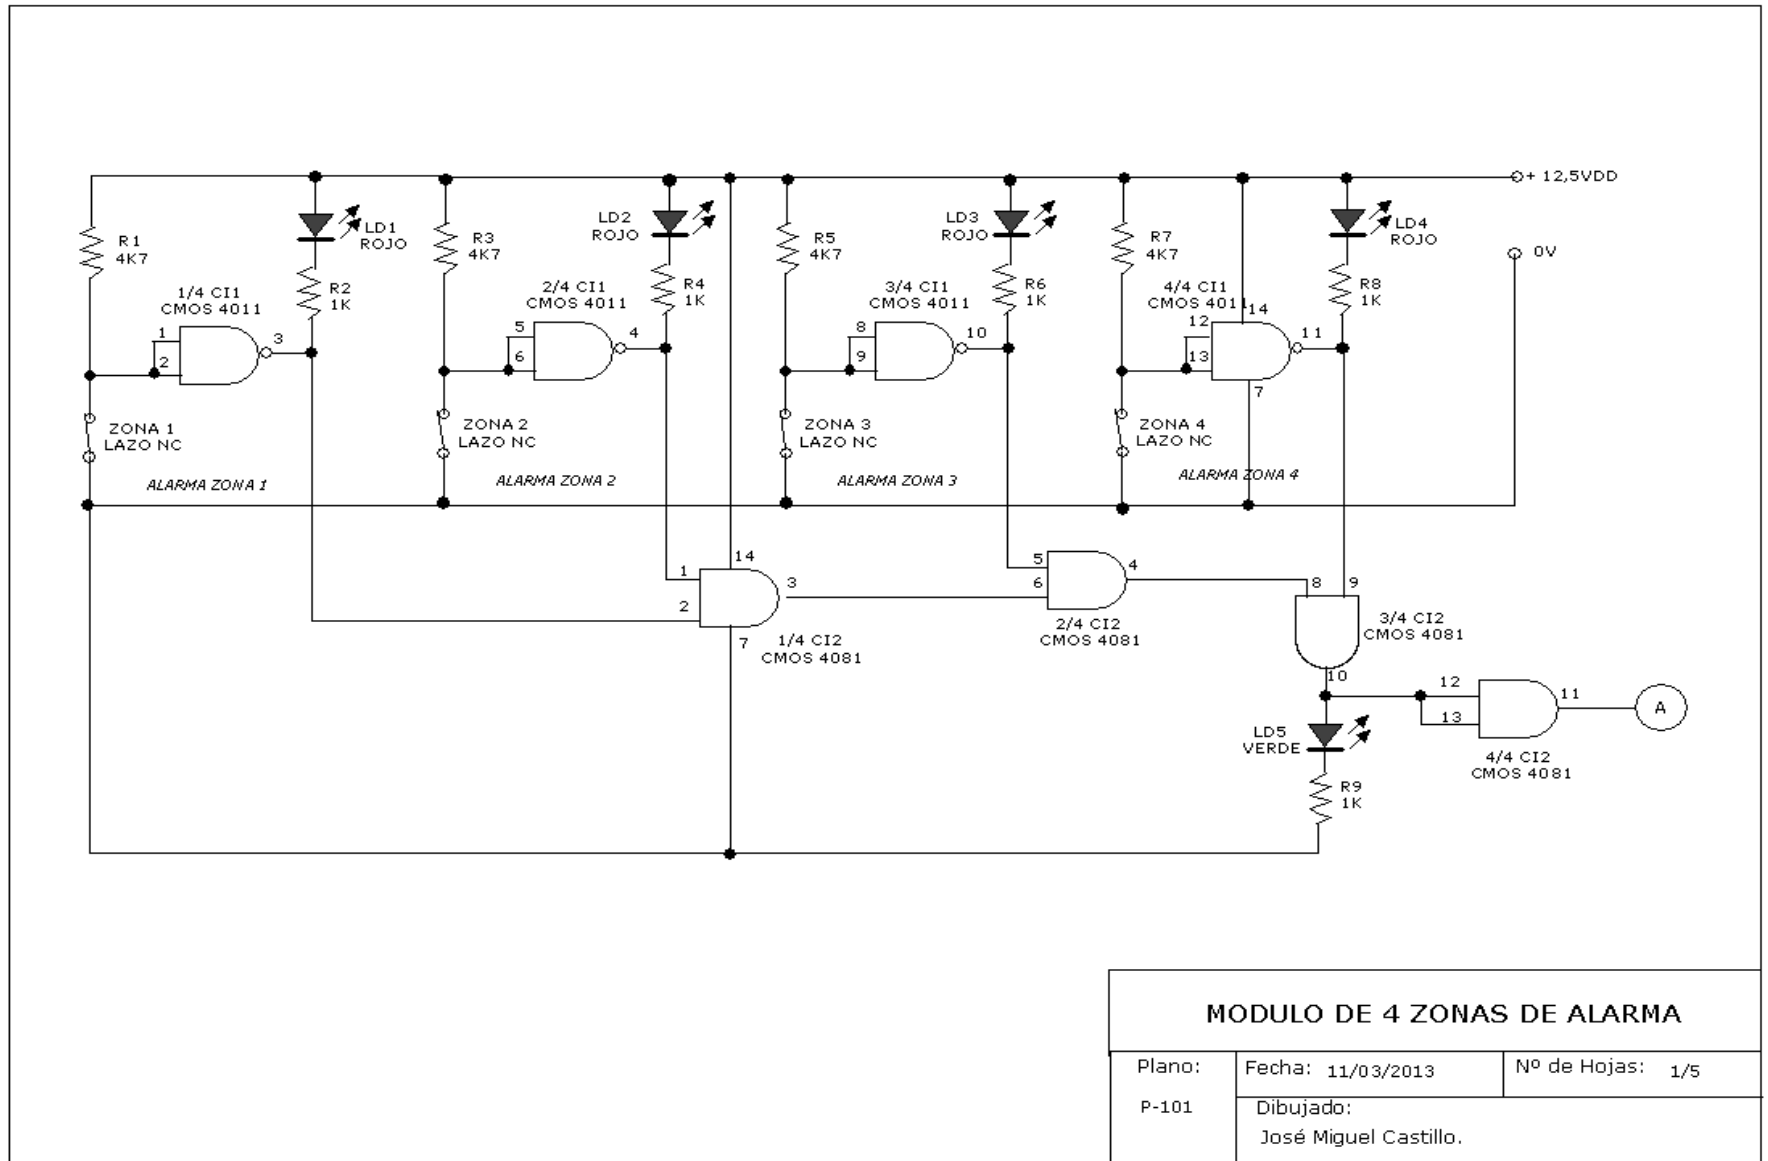 + 12,5VDD
0V
R1
4K7
LD1
ROJO
R2
1K
1/4 CI1
CMOS 4011
1
2
3
ZONA 1
LAZO NC
ALARMA ZONA 1
R3
4K7
LD2
ROJO
R4
1K
2/4 CI1
CMOS 4011
5
6
4
ZONA 2
LAZO NC
ALARMA ZONA 2
R5
4K7
LD3
ROJO
R6
1K
3/4 CI1
CMOS 4011
8
9
10
ZONA 3
LAZO NC
ALARMA ZONA 3
R7
4K7
LD4
ROJO
R8
1K
4/4 CI1
CMOS 4011
14
12
13
11
7
ZONA 4
LAZO NC
ALARMA ZONA 4
14
1
2
3
7
1/4 CI2
CMOS 4081
5
6
4
2/4 CI2
CMOS 4081
8
9
3/4 CI2
CMOS 4081
10
12
13
11
A
4/4 CI2
CMOS 4081
LD5
VERDE
R9
1K
MODULO DE 4 ZONAS DE ALARMA
Plano:
P-101
Fecha: 11/03/2013
Nº de Hojas: 1/5
Dibujado:
José Miguel Castillo.